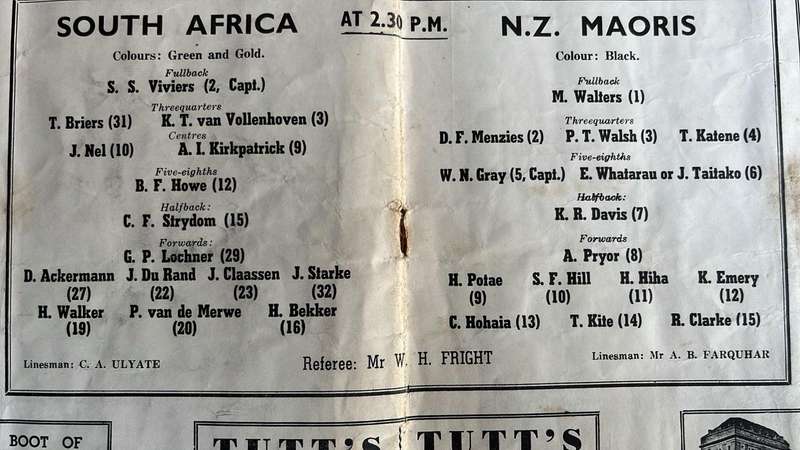 SOUTH AFRICA
Colours: Green and Gold.
Fullback
S. S. Viviers (2, Capt.)
Threequarters
T. Briers (31) K. T. van Vollenhoven (3)
Centres
J. Nel (10) A. I. Kirkpatrick (9)
Five-eighths
B. F. Howe (12)
Halfback:
C. F. Strydom (15)
Forwards:
G. P. Lochner (29)
D. Ackermann J. Du Rand J. Claassen J. Starke
(27) (22) (23) (32)
H. Walker P. van de Merwe H. Bekker
(19) (20) (16)
Linesman: C. A. ULYATE
AT 2.30 P.M.
N.Z. MAORIS
Colour: Black.
Fullback
M. Walters (1)
Threequarters
D. F. Menzies (2) P. T. Walsh (3) T. Katene (4)
Five-eighths
W. N. Gray (5, Capt.) E. Whatarau or J. Taitako (6)
Halfback:
K. R. Davis (7)
Forwards
A. Pryor (8)
H. Potae S. F. Hill H. Hiha K. Emery
(9) (10) (11) (12)
C. Hohaia (13) T. Kite (14) R. Clarke (15)
Linesman: Mr A. B. FARQUHAR
Referee: Mr W. H. FRIGHT
BOOT OF
TUTT'S TUTT'S